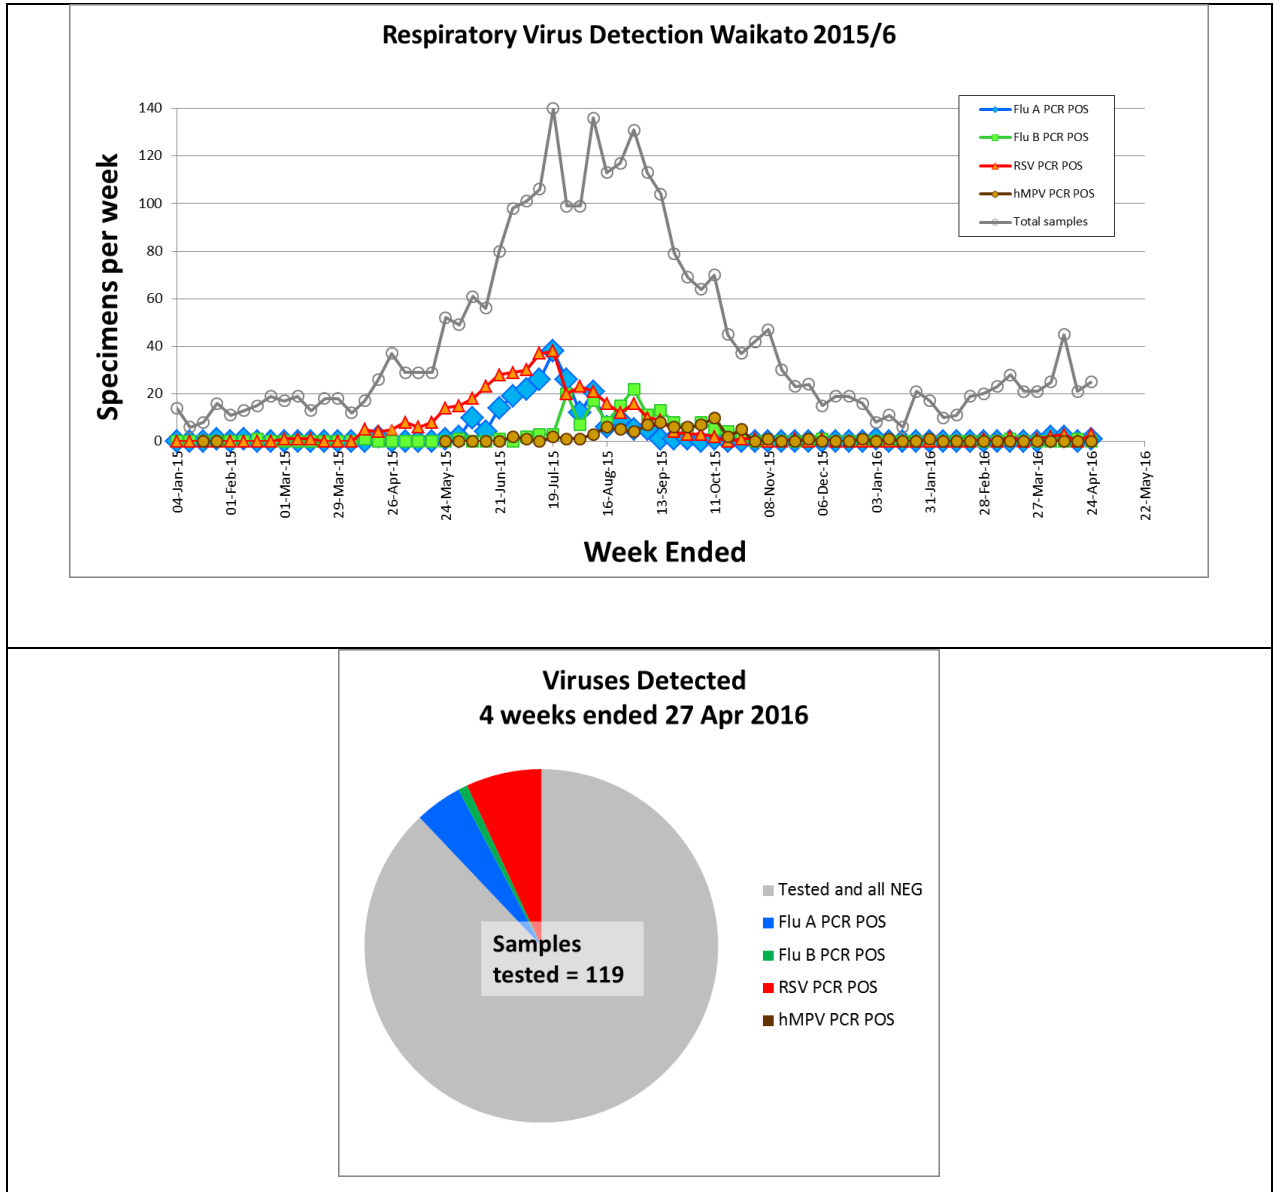 Respiratory Virus Detection Waikato 2015/6
Specimens per week
140
120
100
80
60
40
20
0
Flu A PCR POS
Flu B PCR POS
RSV PCR POS
hMPV PCR POS
Total samples
04-Jan-15
01-Feb-15
01-Mar-15
29-Mar-15
26-Apr-15
24-May-15
21-Jun-15
19-Jul-15
16-Aug-15
13-Sep-15
11-Oct-15
08-Nov-15
06-Dec-15
03-Jan-16
31-Jan-16
28-Feb-16
27-Mar-16
24-Apr-16
22-May-16
Week Ended
Viruses Detected
4 weeks ended 27 Apr 2016
Samples
tested = 119
Tested and all NEG
Flu A PCR POS
Flu B PCR POS
RSV PCR POS
hMPV PCR POS